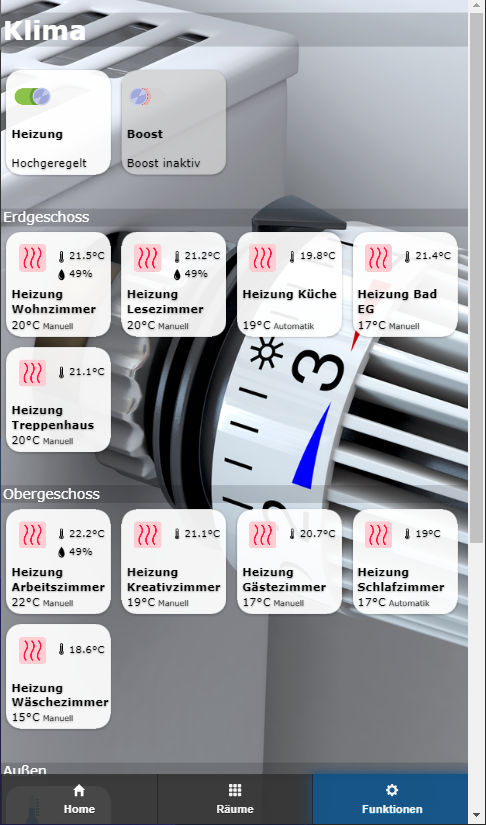 Klima
Heizung
Hochgeregelt
Boost
Boost inaktiv
Erdgeschoss
21.5°C
49%
Heizung
Wohnzimmer
20°C Manuell
21.2°C
49%
Heizung
Lesezimmer
20°C Manuell
19.8°C
Heizung Küche
19°C Automatik
21.4°C
Heizung Bad
EG
17°C Manuell
21.1°C
Heizung
Treppenhaus
20°C Manuell
3
2
Obergeschoss
22.2°C
49%
Heizung
Arbeitszimmer
22°C Manuell
21.1°C
Heizung
Kreativzimmer
19°C Manuell
20.7°C
Heizung
Gästezimmer
17°C Manuell
19°C
Heizung
Schlafzimmer
17°C Automatik
18.6°C
Heizung
Wäschezimmer
15°C Manuell
Außen
Home
Räume
Funktionen